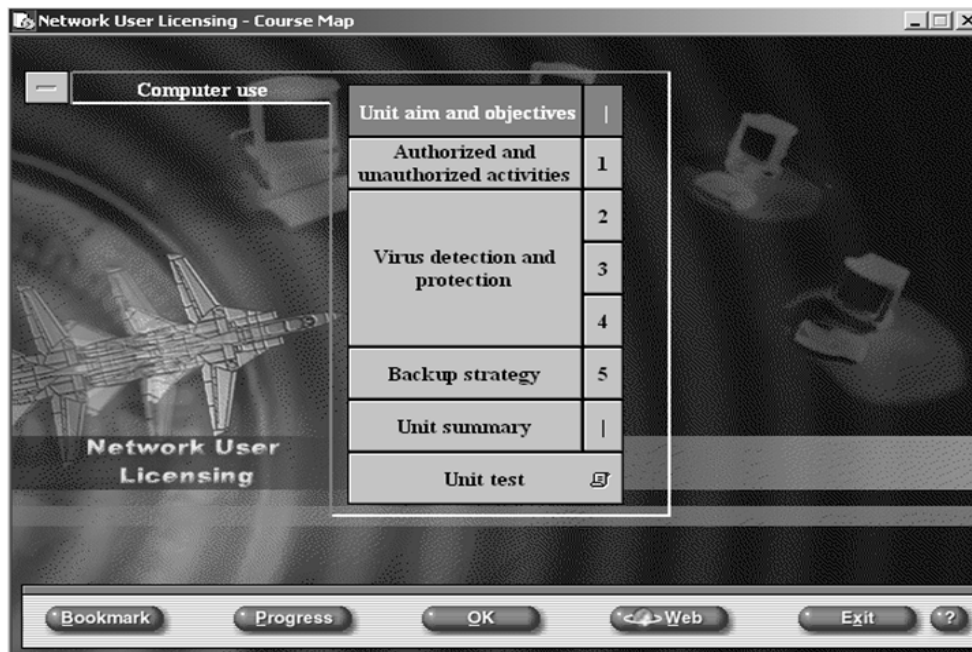 Network User Licensing - Course Map
Computer use
Unit aim and objectives |
Authorized and
unauthorized activities
1
Virus detection and
protection
2
3
4
Backup strategy 5
Unit summary |
Unit test
Network User
Licensing
Bookmark Progress OK Web Exit ?